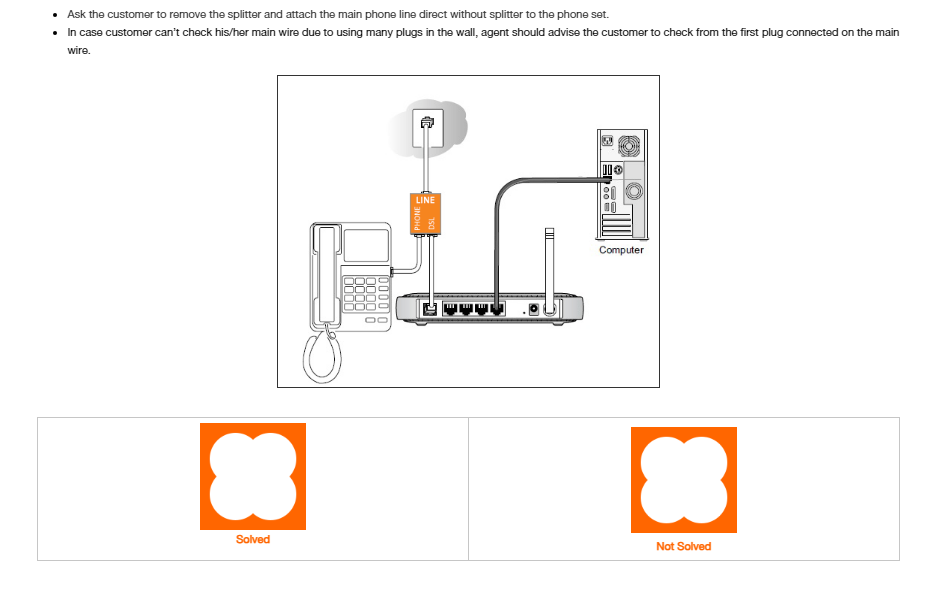 Ask the customer to remove the splitter and attach the main phone line direct without splitter to the phone set.
In case customer can't check his/her main wire due to using many plugs in the wall, agent should advise the customer to check from the first plug connected on the main
wire.
LINE
PHONE
DSL
Computer
Solved
Not Solved